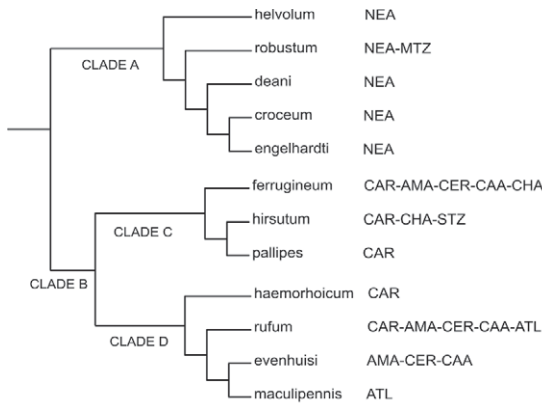 helvolum NEA
robustum NEA-MTZ
CLADE A
deani NEA
croceum NEA
engelhardti NEA
ferrugineum CAR-AMA-CER-CAA-CHA
hirsutum CAR-CHA-STZ
CLADE C
pallipes CAR
CLADE B
haemorhoicum CAR
rufum CAR-AMA-CER-CAA-ATL
CLADE D
evenhuisi AMA-CER-CAA
maculipennis ATL